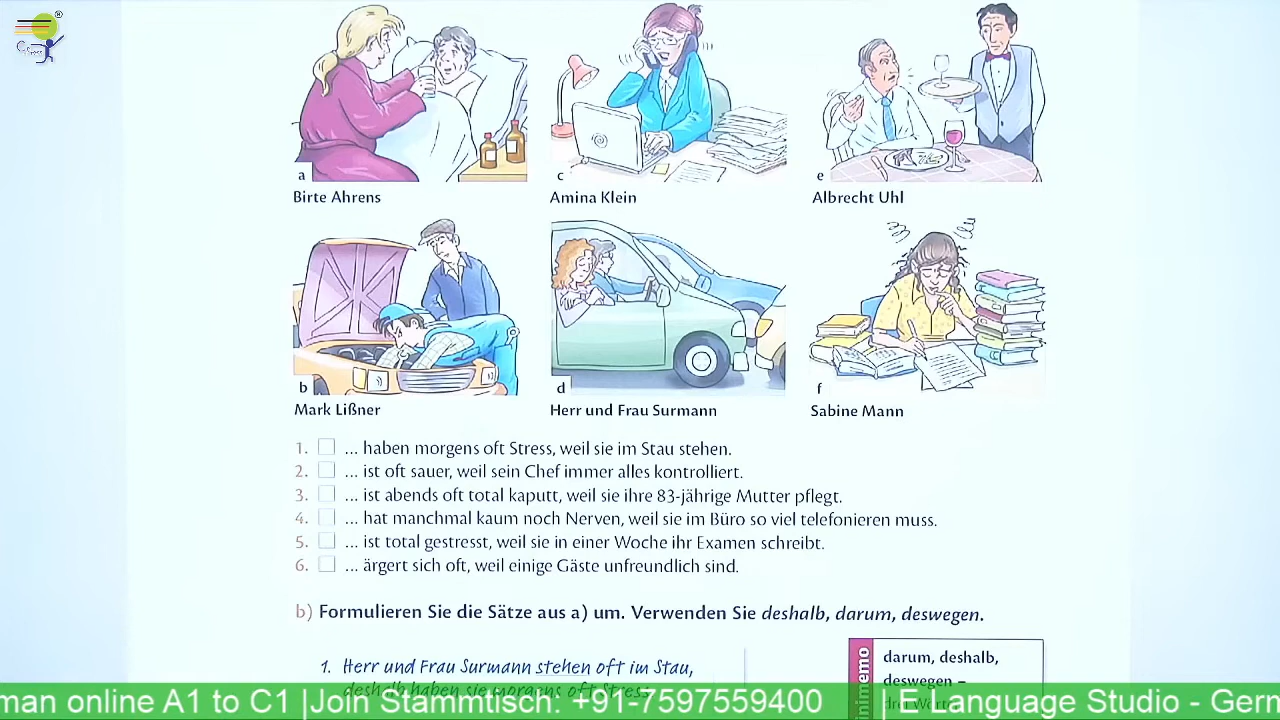 a
Birte Ahrens
c
Amina Klein
e
Albrecht Uhl
b
Mark Lißner
d
Herr und Frau Surmann
f
Sabine Mann
1. ... haben morgens oft Stress, weil sie im Stau stehen.
2. ... ist oft sauer, weil sein Chef immer alles kontrolliert.
3. ... ist abends oft total kaputt, weil sie ihre 83-jährige Mutter pflegt.
4. ... hat manchmal kaum noch Nerven, weil sie im Büro so viel telefonieren muss.
5. ... ist total gestresst, weil sie in einer Woche ihr Examen schreibt.
6. ... ärgert sich oft, weil einige Gäste unfreundlich sind.
b) Formulieren Sie die Sätze aus a) um. Verwenden Sie deshalb, darum, deswegen.
1. Herr und Frau Surmann stehen oft im Stau,
deshalb haben sie morgens oft Stress.
darum, deshalb,
deswegen –
man online A1 to C1 |Join Stammtisch: +91-7597559400 | E Language Studio - Germ